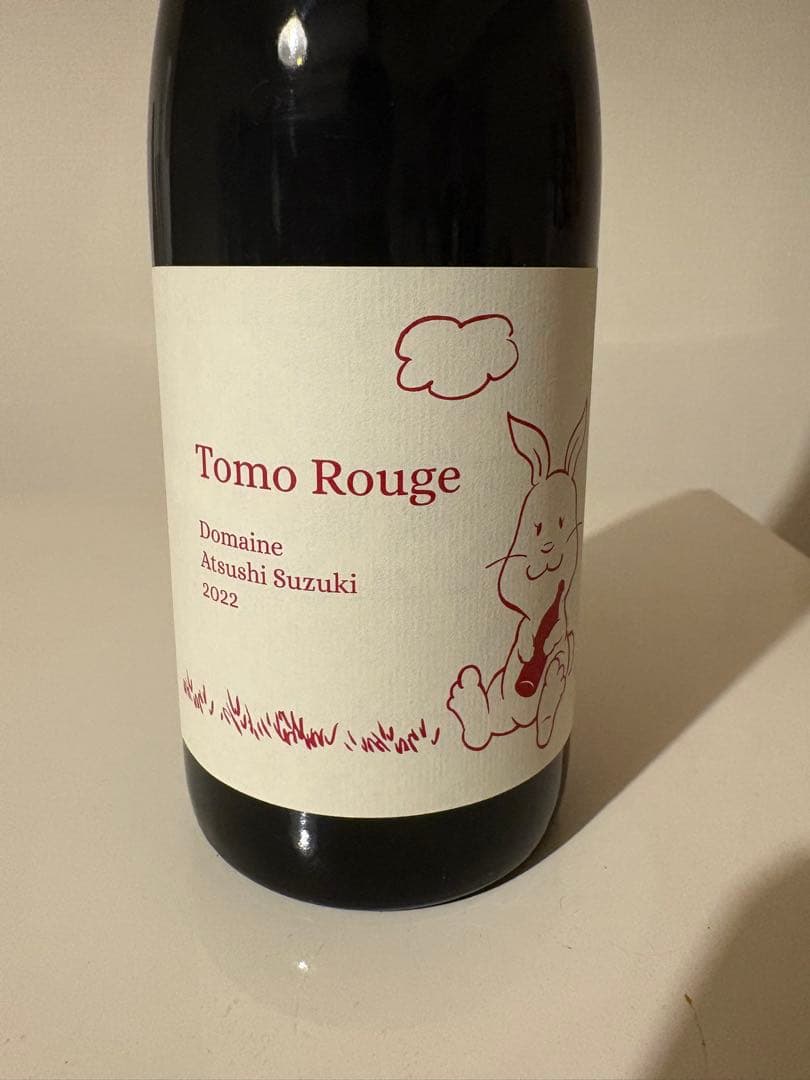 Tomo Rouge
Domaine
Atsushi Suzuki
2022